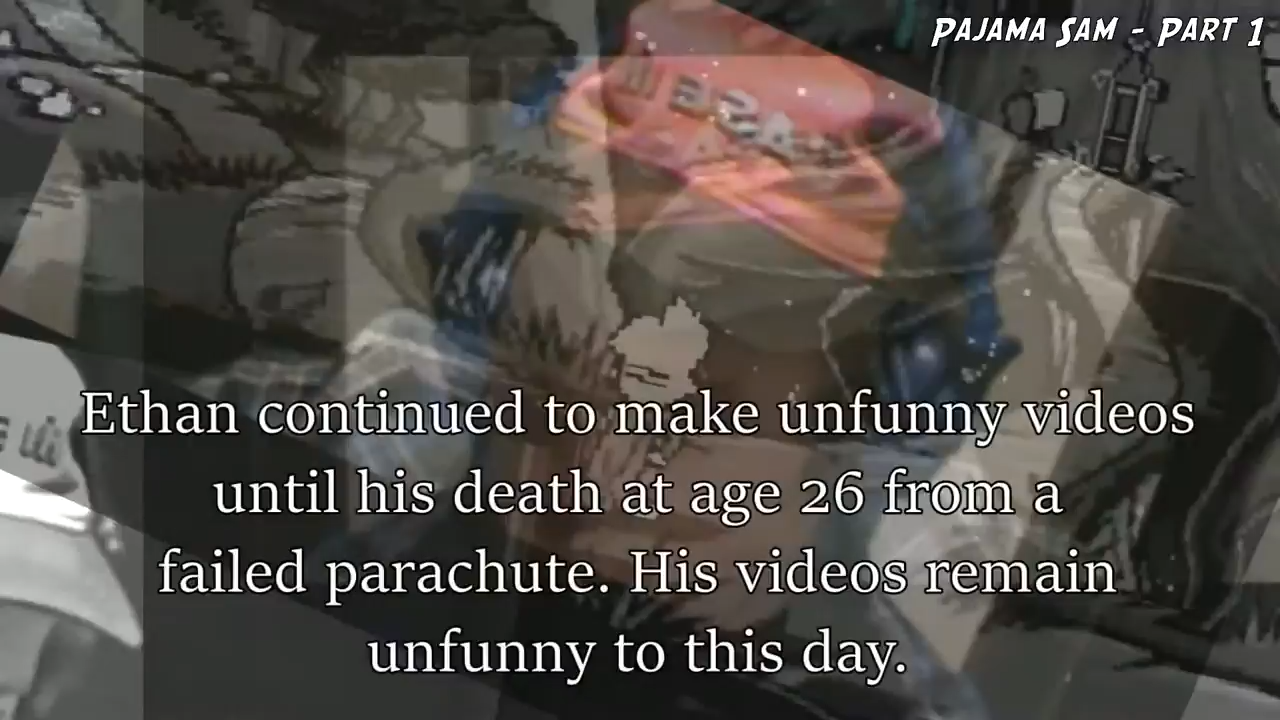 PAJAMA SAM - PART 1
Ethan continued to make unfunny videos
until his death at age 26 from a
failed parachute. His videos remain
unfunny to this day.